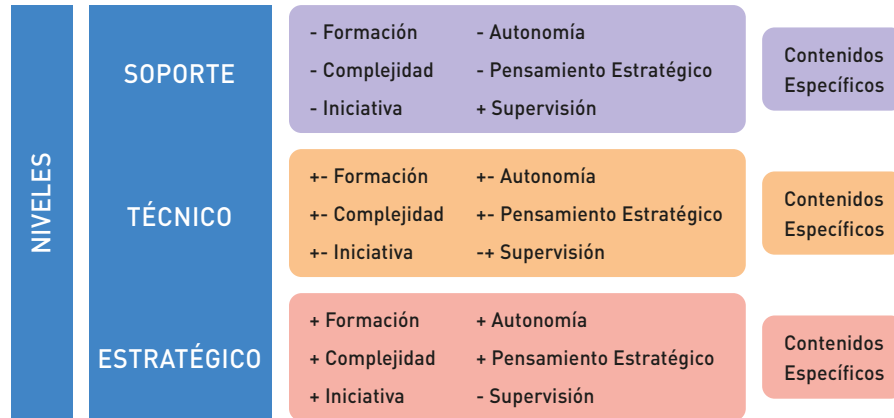 NIVELES
SOPORTE
- Formación - Autonomía
- Complejidad - Pensamiento Estratégico
- Iniciativa + Supervisión
Contenidos
Específicos
TÉCNICO
+- Formación +- Autonomía
+- Complejidad +- Pensamiento Estratégico
+- Iniciativa -+ Supervisión
Contenidos
Específicos
ESTRATÉGICO
+ Formación + Autonomía
+ Complejidad + Pensamiento Estratégico
+ Iniciativa - Supervisión
Contenidos
Específicos